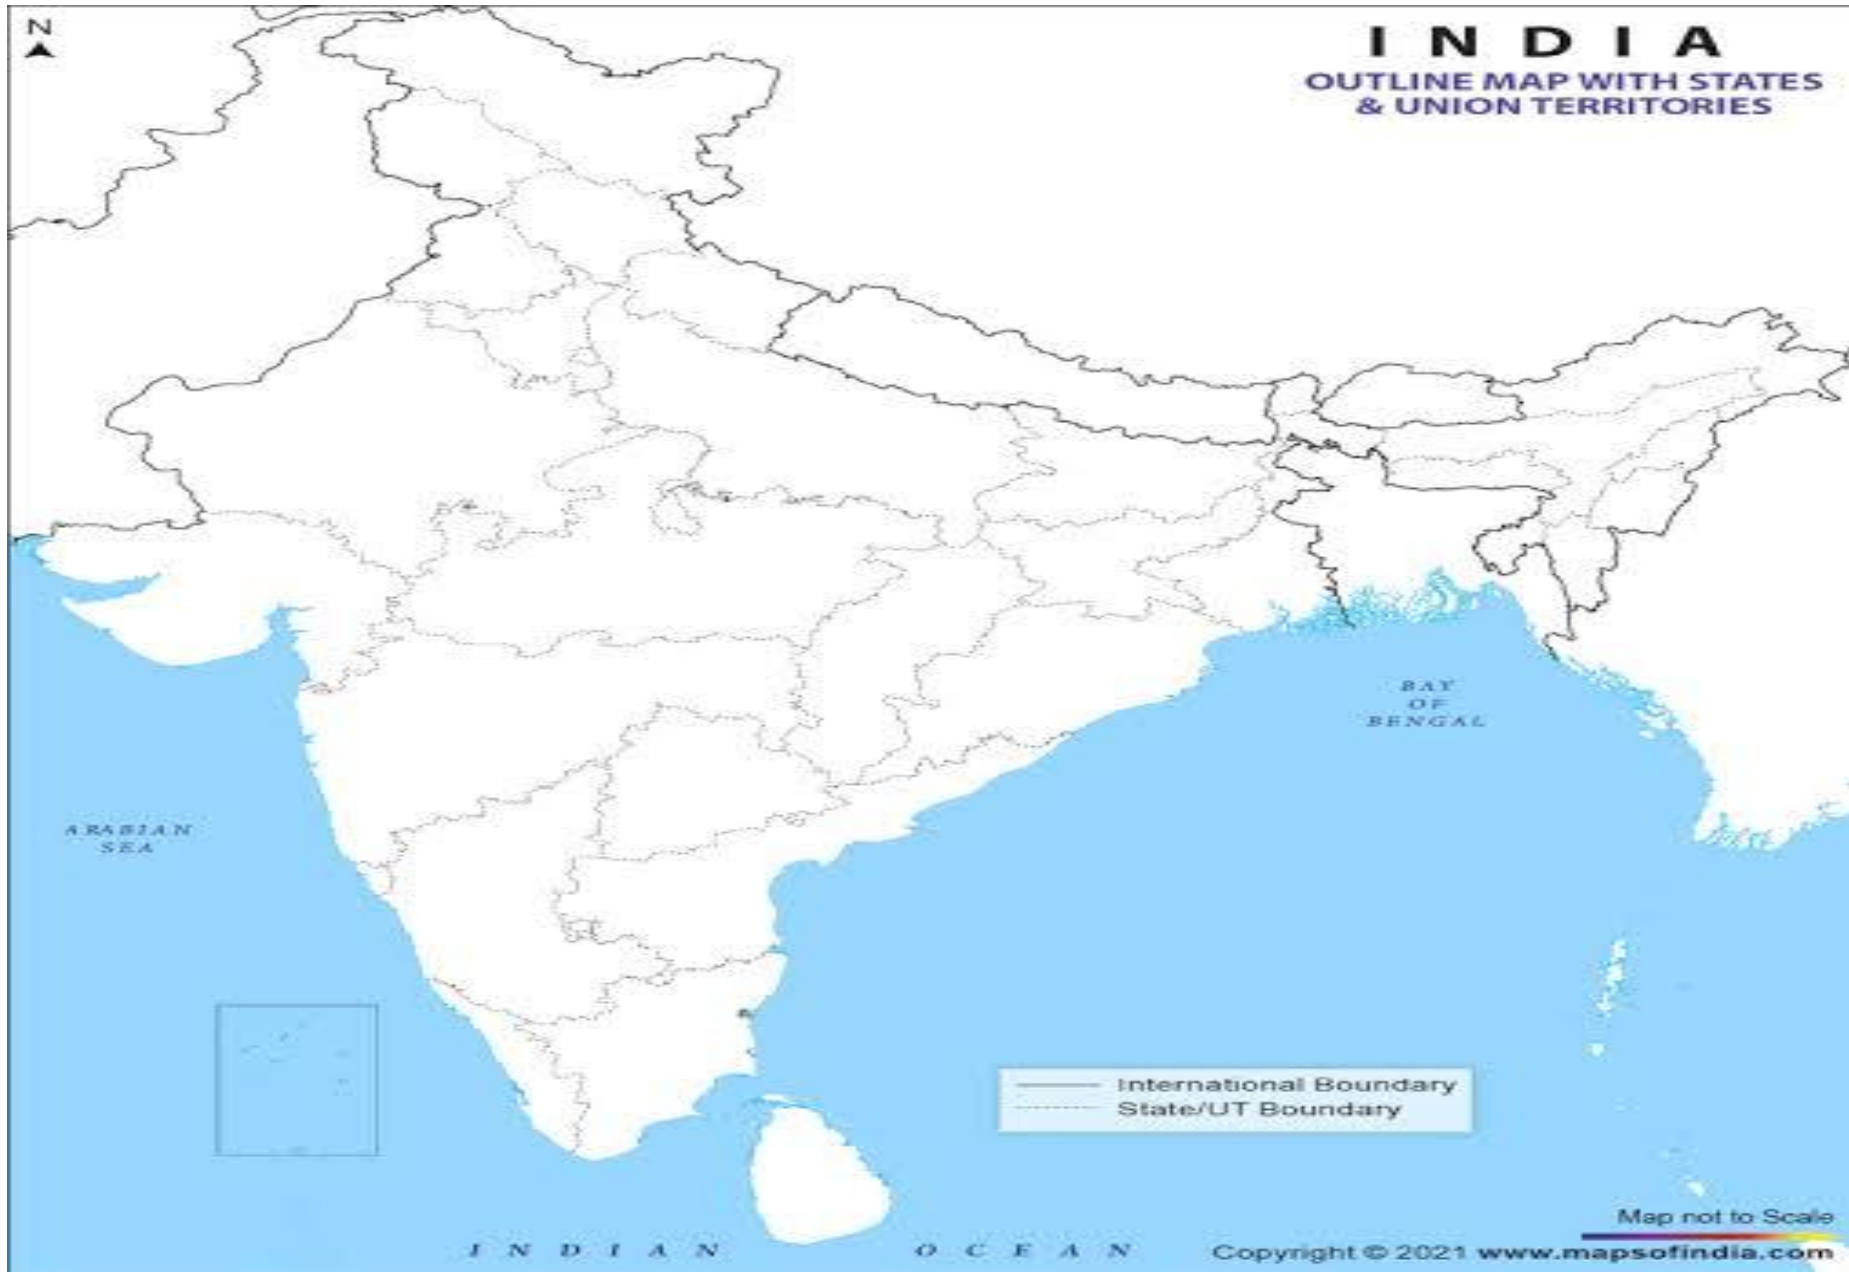 N
I N D I A
OUTLINE MAP WITH STATES
& UNION TERRITORIES
BAY
OF
BENGAL
ARABIAN
SEA
International Boundary
State/UT Boundary
Map not to Scale
I N D I A N O C E A N
Copyright © 2021 www.mapsofindia.com